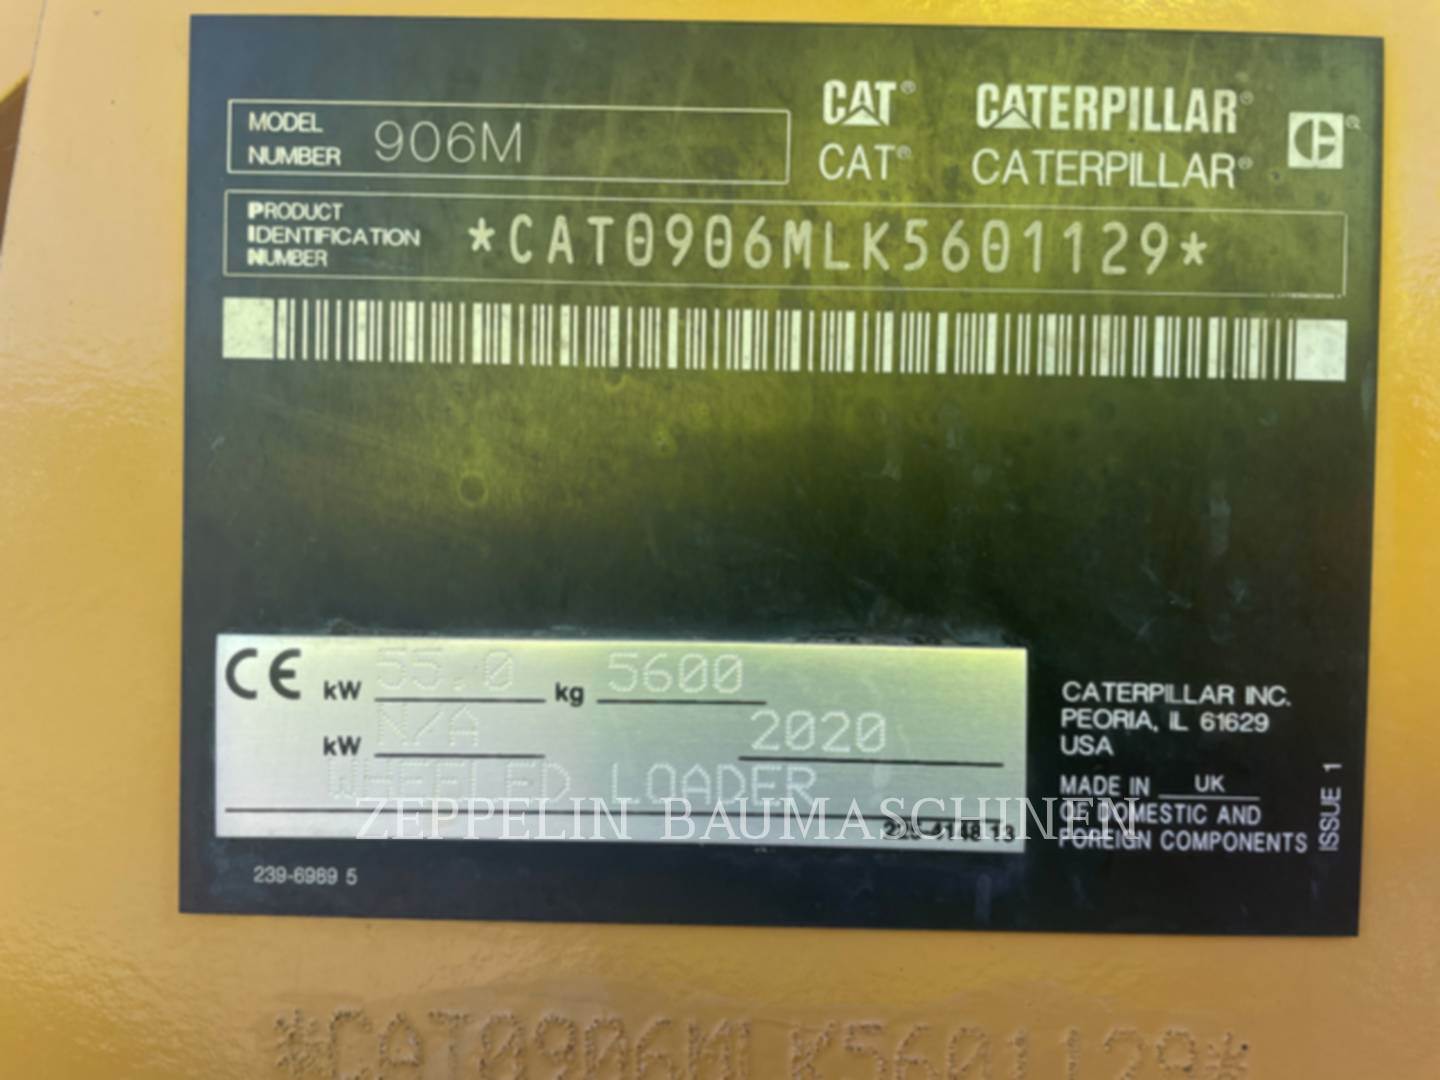 MODEL NUMBER 906M
CAT® CATERPILLAR®
CAT® CATERPILLAR®
PRODUCT IDENTIFICATION NUMBER *CAT0906MLK5601129*
CE kW 55.0 kg 5600
kW N/A 2020
WHEELED LOADER
ZEPPELIN BAUMASCHINEN
CATERPILLAR INC.
PEORIA, IL 61629
USA
MADE IN UK
OF DOMESTIC AND
FOREIGN COMPONENTS
ISSUE 1
239-6989 5
*CAT0906MLK5601129*